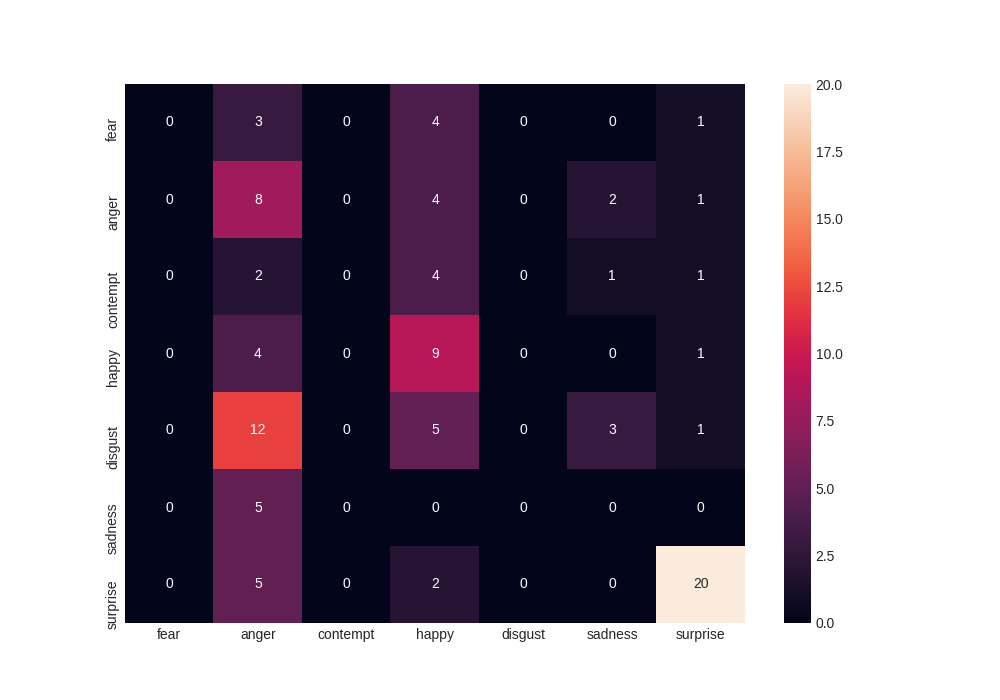 fear 0 3 0 4 0 0 1
anger 0 8 0 4 0 2 1
contempt 0 2 0 4 0 1 1
happy 0 4 0 9 0 0 1
disgust 0 12 0 5 0 3 1
sadness 0 5 0 0 0 0 0
surprise 0 5 0 2 0 0 20
fear anger contempt happy disgust sadness surprise
20.0
17.5
15.0
12.5
10.0
7.5
5.0
2.5
0.0